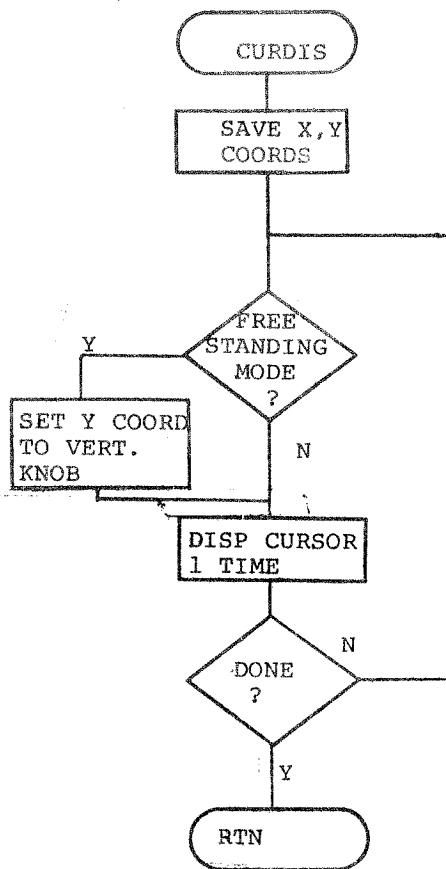 CURDIS
SAVE X,Y
COORDS
FREE
STANDING
MODE
?
Y
SET Y COORD
TO VERT.
KNOB
N
DISP CURSOR
1 TIME
DONE
?
N
Y
RTN